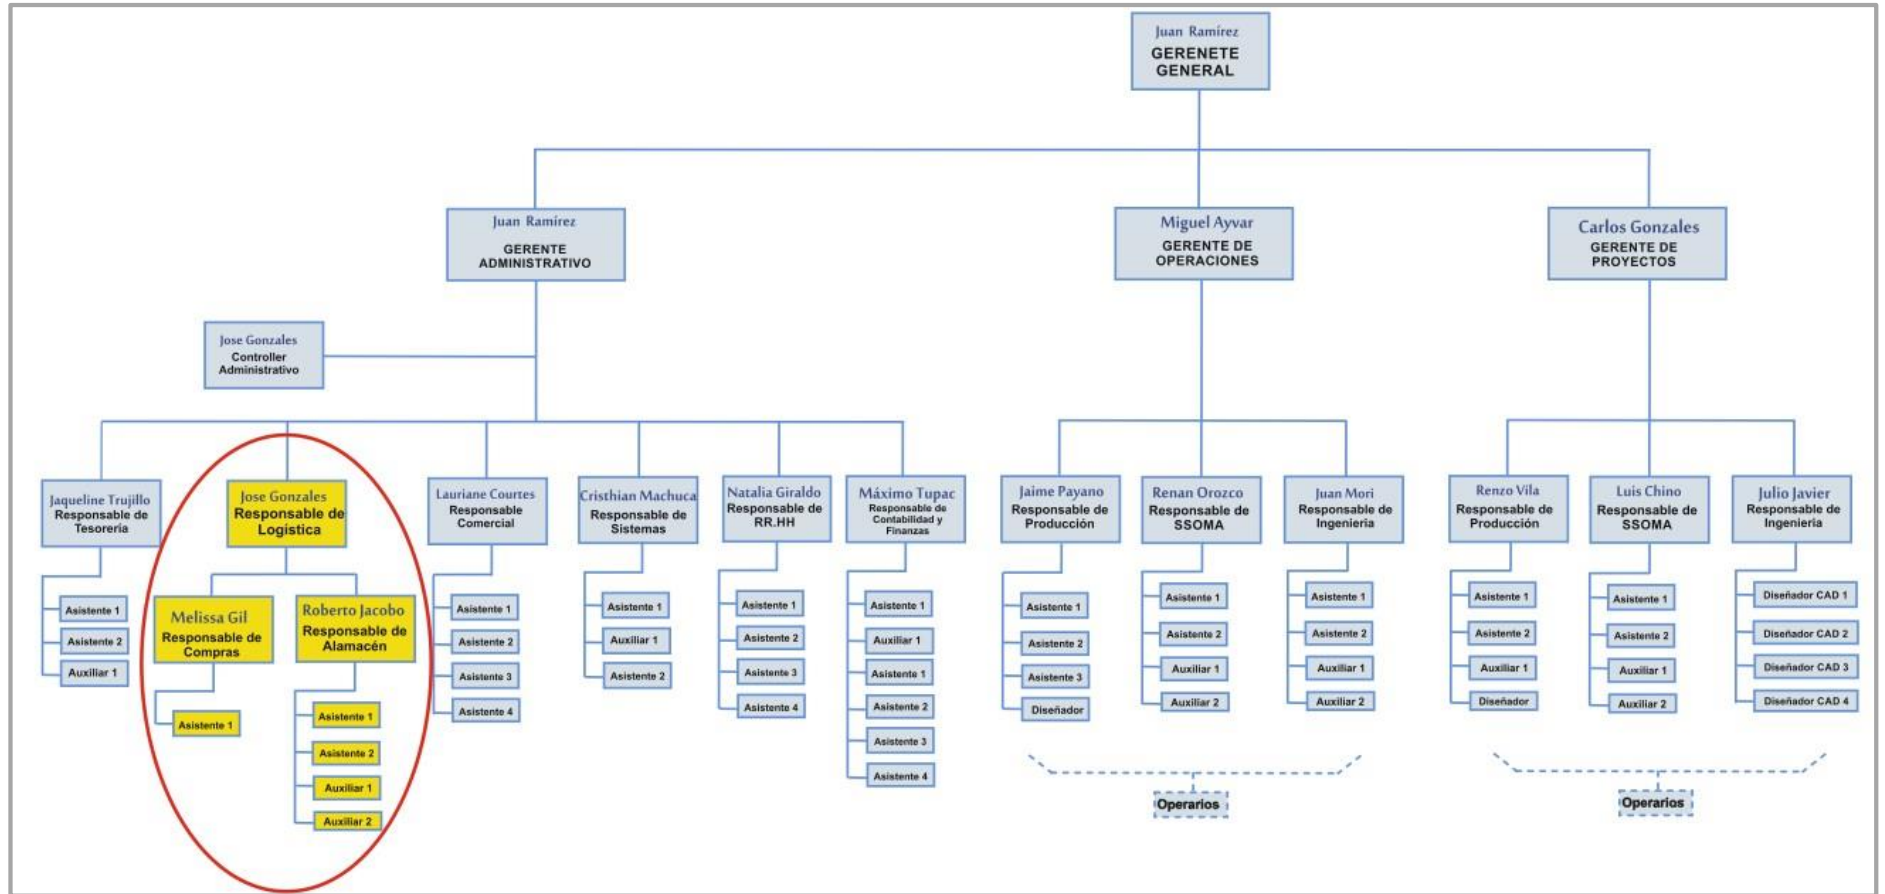 Juan Ramírez
GERENETE
GENERAL
Juan Ramírez
GERENTE
ADMINISTRATIVO
Miguel Ayvar
GERENTE DE
OPERACIONES
Carlos Gonzales
GERENTE DE
PROYECTOS
Jose Gonzales
Controller
Administrativo
Jaqueline Trujillo
Responsable de
Tesorería
Asistente 1
Asistente 2
Auxiliar 1
Jose Gonzales
Responsable de
Logística
Melissa Gil
Responsable de
Compras
Asistente 1
Roberto Jacobo
Responsable de
Alamacén
Asistente 1
Asistente 2
Auxiliar 1
Auxiliar 2
Lauriane Courtes
Responsable
Comercial
Asistente 1
Asistente 2
Asistente 3
Asistente 4
Cristhian Machuca
Responsable de
Sistemas
Asistente 1
Auxiliar 1
Asistente 2
Natalia Giraldo
Responsable de
RR.HH
Asistente 1
Asistente 2
Asistente 3
Asistente 4
Máximo Tupac
Responsable de
Contabilidad y
Finanzas
Asistente 1
Auxiliar 1
Asistente 1
Asistente 2
Asistente 3
Asistente 4
Jaime Payano
Responsable de
Producción
Asistente 1
Asistente 2
Asistente 3
Diseñador
Renan Orozco
Responsable de
SSOMA
Asistente 1
Asistente 2
Auxiliar 1
Auxiliar 2
Juan Mori
Responsable de
Ingenieria
Asistente 1
Asistente 2
Auxiliar 1
Auxiliar 2
Operarios
Renzo Vila
Responsable de
Producción
Asistente 1
Asistente 2
Auxiliar 1
Diseñador
Luis Chino
Responsable de
SSOMA
Asistente 1
Asistente 2
Auxiliar 1
Auxiliar 2
Julio Javier
Responsable de
Ingenieria
Diseñador CAD 1
Diseñador CAD 2
Diseñador CAD 3
Diseñador CAD 4
Operarios